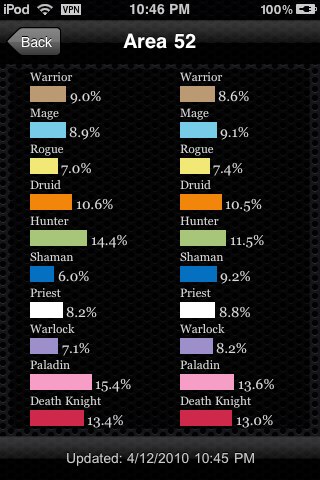 iPod VPN 10:46 PM 100%
Back Area 52
Warrior Warrior
9.0% 8.6%
Mage Mage
8.9% 9.1%
Rogue Rogue
7.0% 7.4%
Druid Druid
10.6% 10.5%
Hunter Hunter
14.4% 11.5%
Shaman Shaman
6.0% 9.2%
Priest Priest
8.2% 8.8%
Warlock Warlock
7.1% 8.2%
Paladin Paladin
15.4% 13.6%
Death Knight Death Knight
13.4% 13.0%
Updated: 4/12/2010 10:45 PM